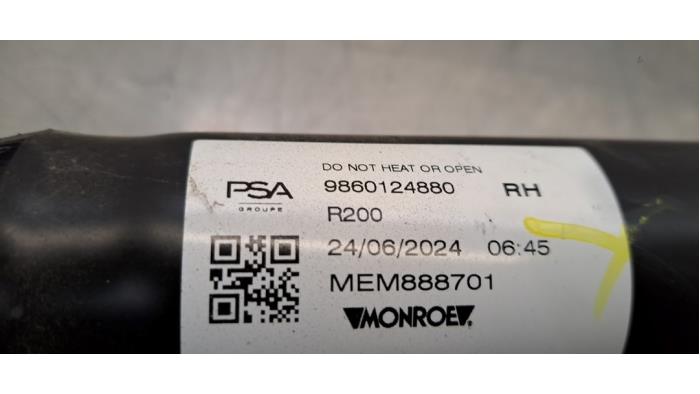 DO NOT HEAT OR OPEN
PSA 9860124880 RH
GROUPE
R200
24/06/2024 06:45
MEM888701
MONROE